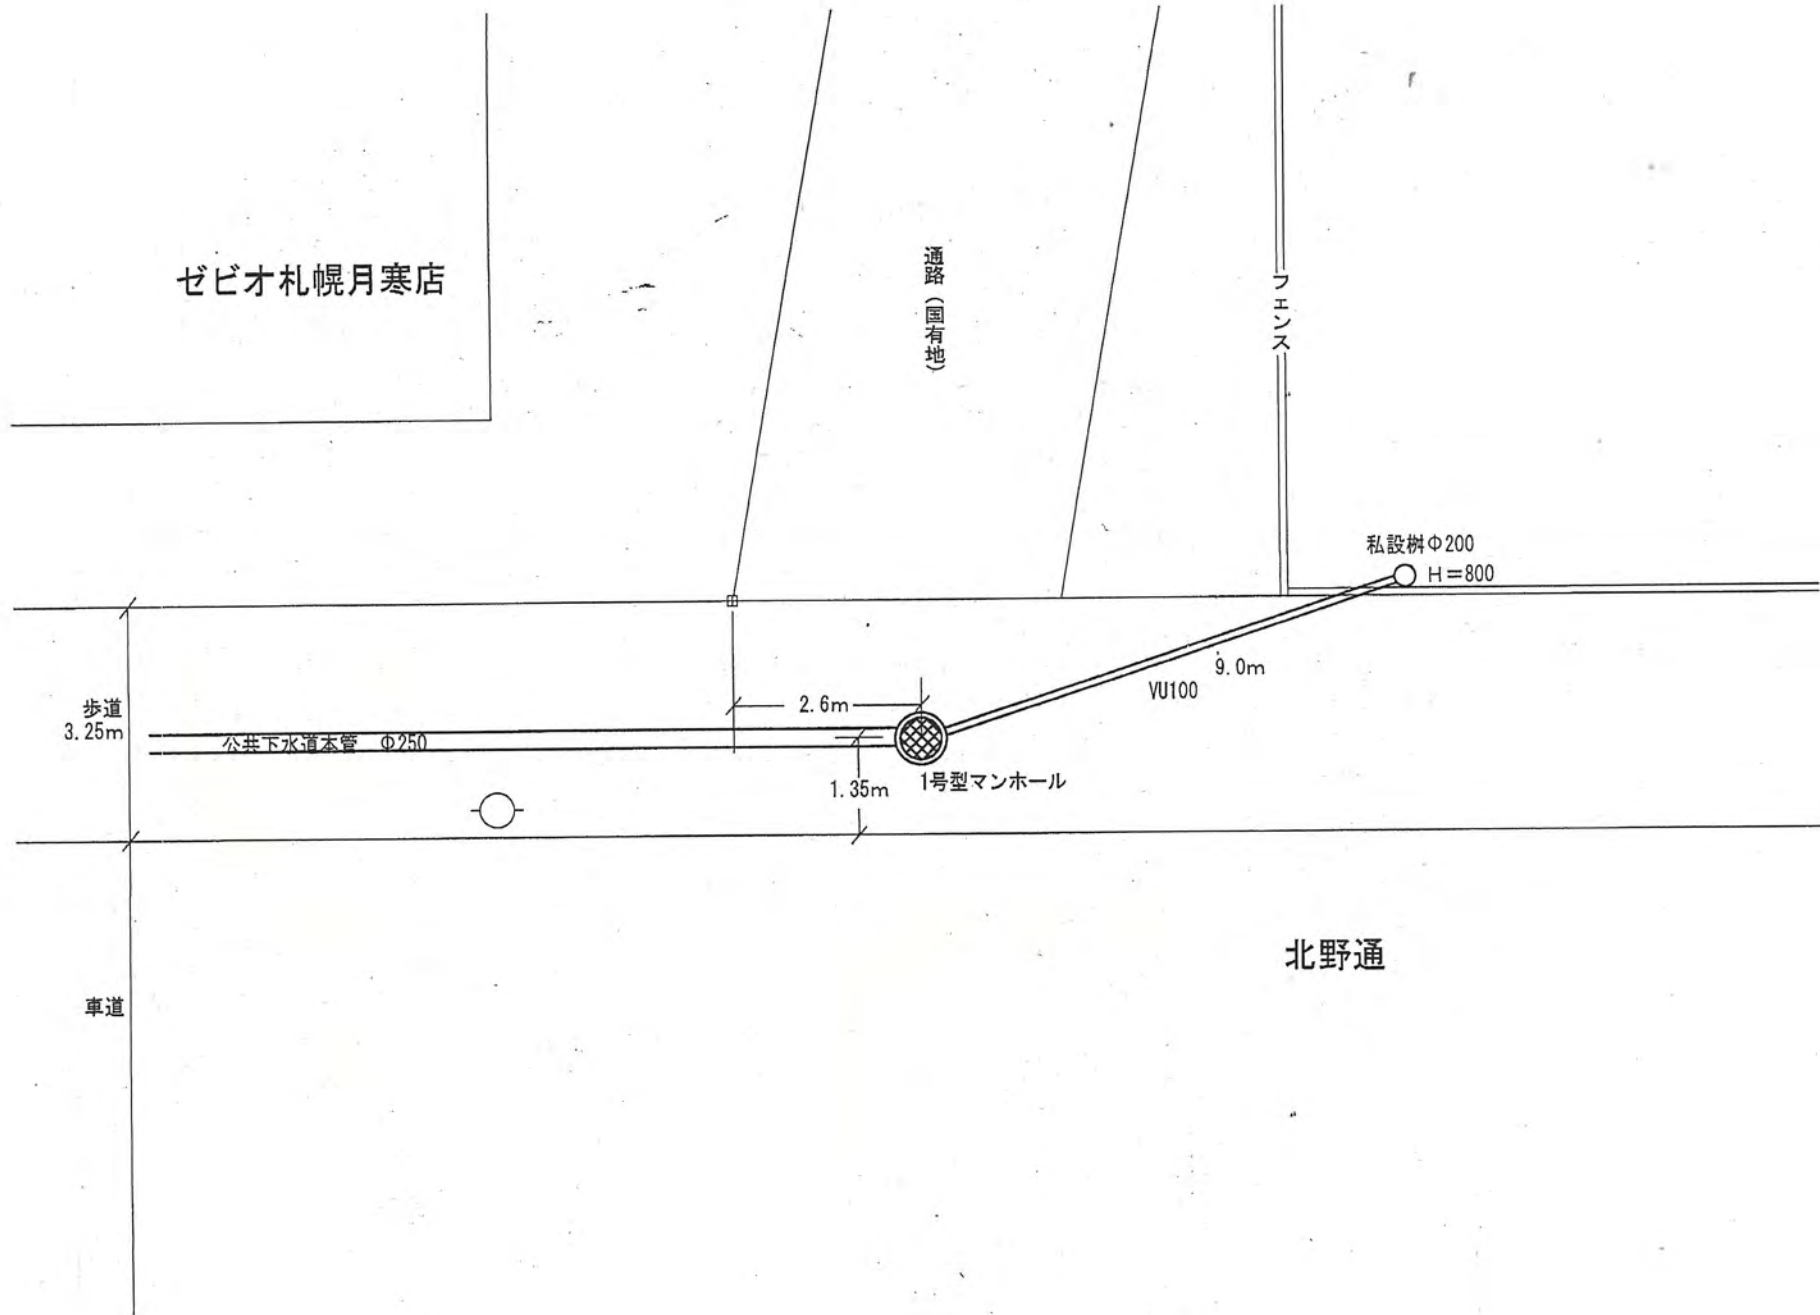 ゼビオ札幌月寒店
通路（国有地）
フェンス
私設桝Φ200
H＝800
9.0m
VU100
2.6m
歩道
3.25m
公共下水道本管　Φ250
1.35m
1号型マンホール
北野通
車道